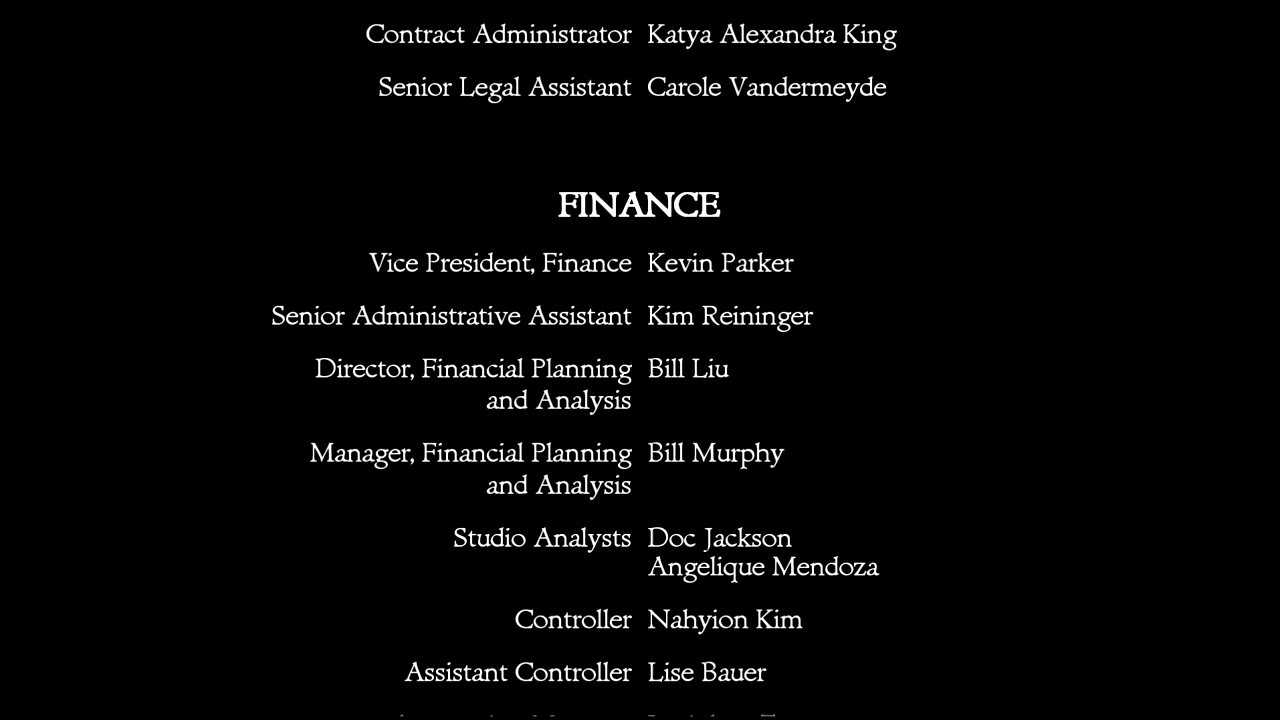 Contract Administrator Katya Alexandra King
Senior Legal Assistant Carole Vandermeyde
FINANCE
Vice President, Finance Kevin Parker
Senior Administrative Assistant Kim Reininger
Director, Financial Planning Bill Liu
and Analysis
Manager, Financial Planning Bill Murphy
and Analysis
Studio Analysts Doc Jackson
Angelique Mendoza
Controller Nahyion Kim
Assistant Controller Lise Bauer